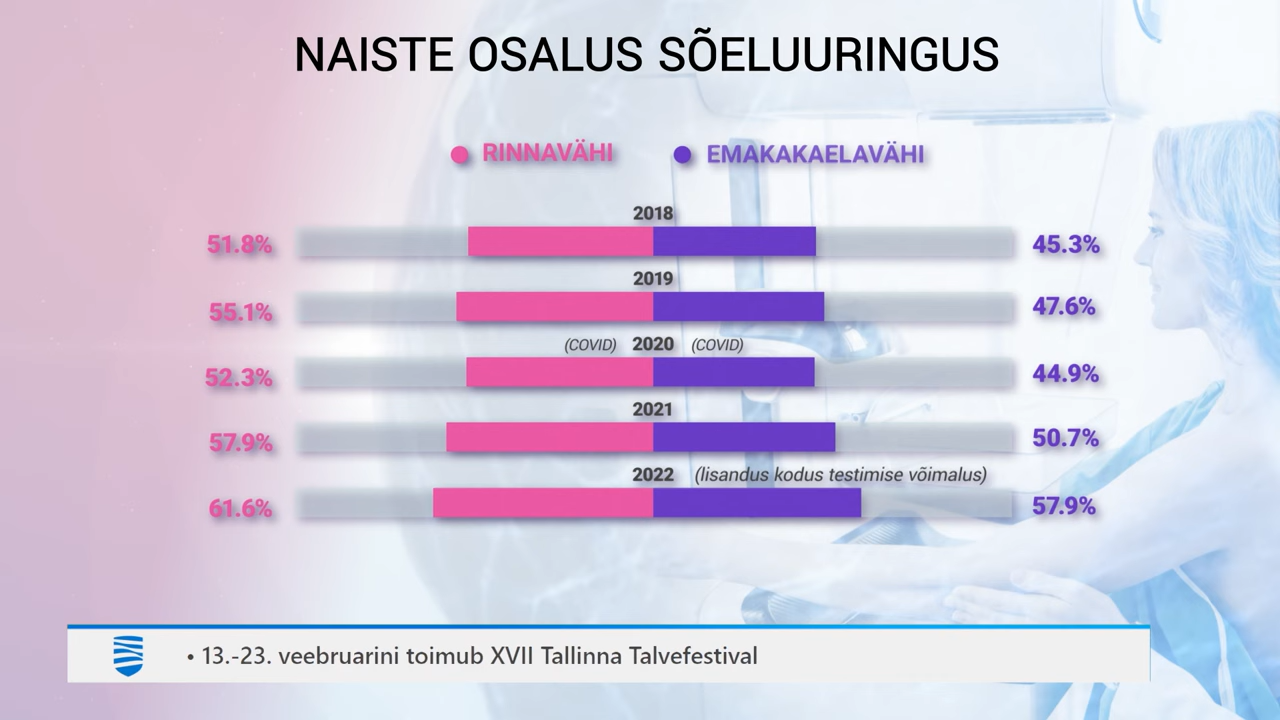 NAISTE OSALUS SÕELUURINGUS
RINNAVÄHI EMAKAKAELAVÄHI
2018
51.8% 45.3%
2019
55.1% 47.6%
(COVID) 2020 (COVID)
52.3% 44.9%
2021
57.9% 50.7%
2022 (lisandus kodus testimise võimalus)
61.6% 57.9%
• 13.-23. veebruarini toimub XVII Tallinna Talvefestival